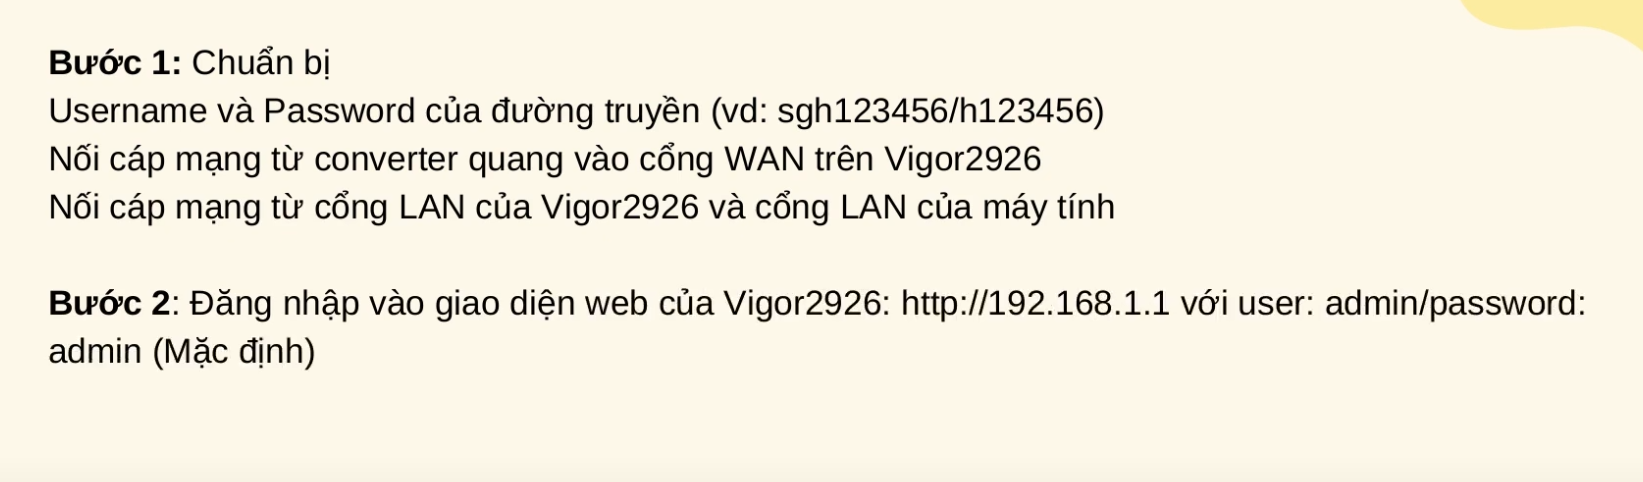 Bước 1: Chuẩn bị
Username và Password của đường truyền (vd: sgh123456/h123456)
Nối cáp mạng từ converter quang vào cổng WAN trên Vigor2926
Nối cáp mạng từ cổng LAN của Vigor2926 và cổng LAN của máy tính
Bước 2: Đăng nhập vào giao diện web của Vigor2926: http://192.168.1.1 với user: admin/password:
admin (Mặc định)